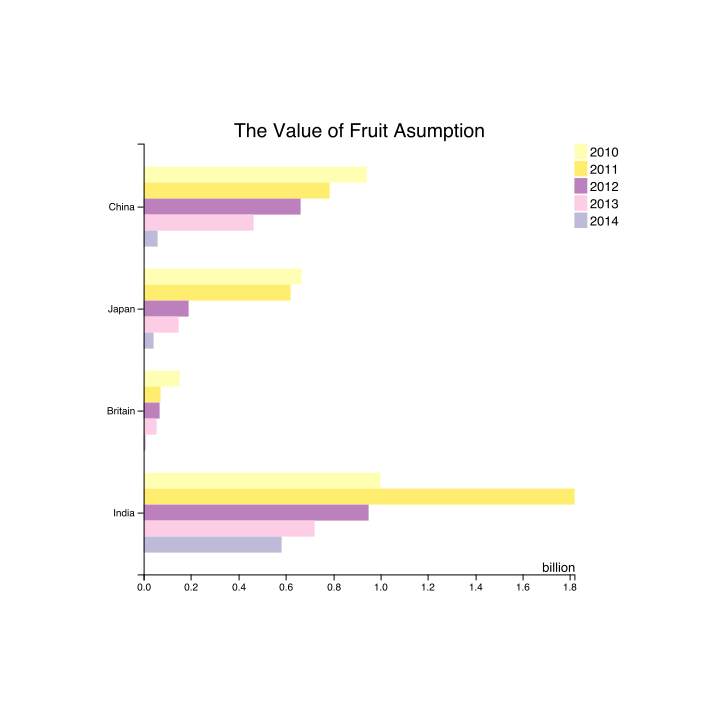 The Value of Fruit Asumption
2010
2011
2012
2013
2014
China
Japan
Britain
India
billion
0.0 0.2 0.4 0.6 0.8 1.0 1.2 1.4 1.6 1.8